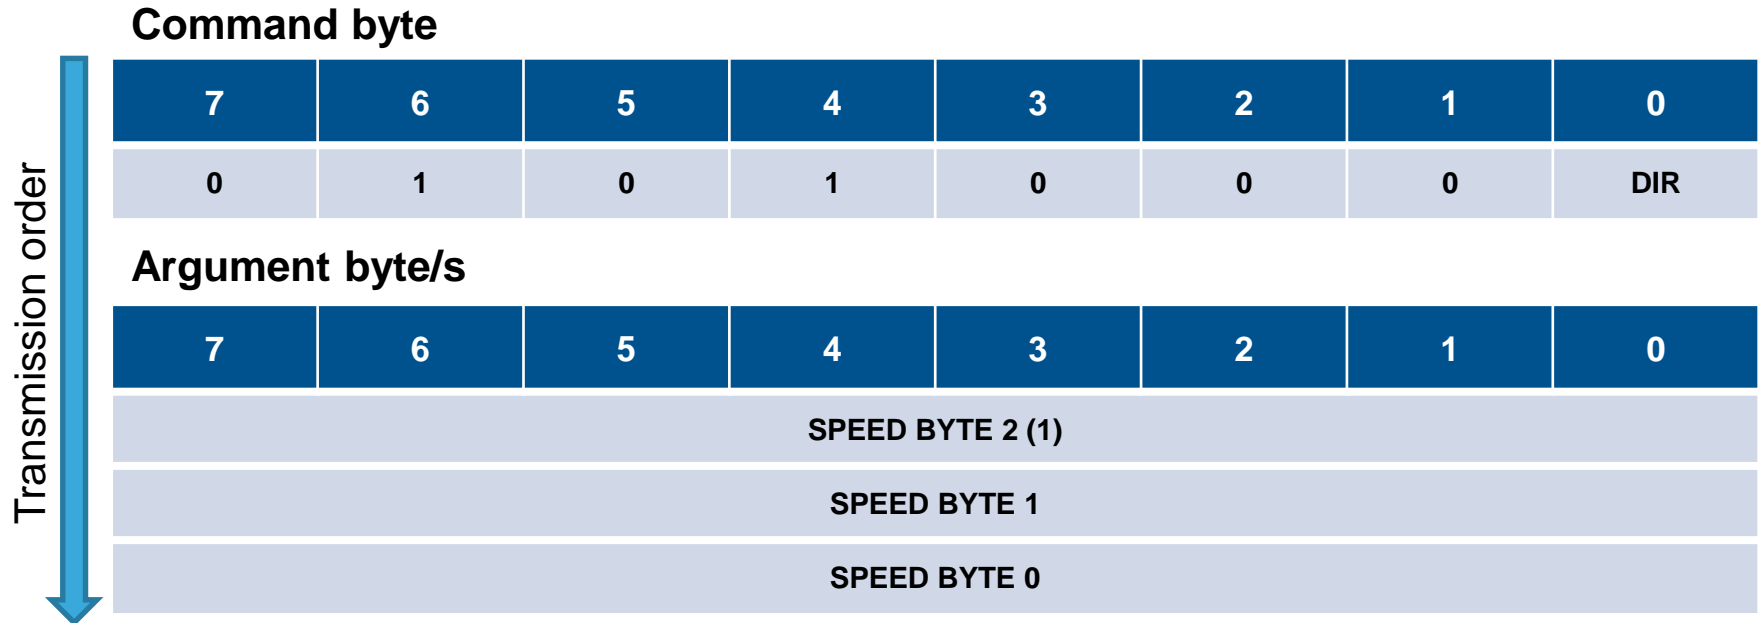 Command byte
7 6 5 4 3 2 1 0
0 1 0 1 0 0 0 DIR
Transmission order
Argument byte/s
7 6 5 4 3 2 1 0
SPEED BYTE 2 (1)
SPEED BYTE 1
SPEED BYTE 0